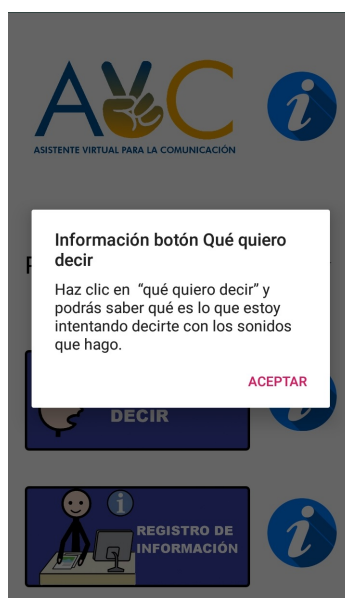 AVC
ASISTENTE VIRTUAL PARA LA COMUNICACIÓN
Información botón Qué quiero
decir
Haz clic en “qué quiero decir” y
podrás saber qué es lo que estoy
intentando decirte con los sonidos
que hago.
ACEPTAR
DECIR
REGISTRO DE
INFORMACIÓN